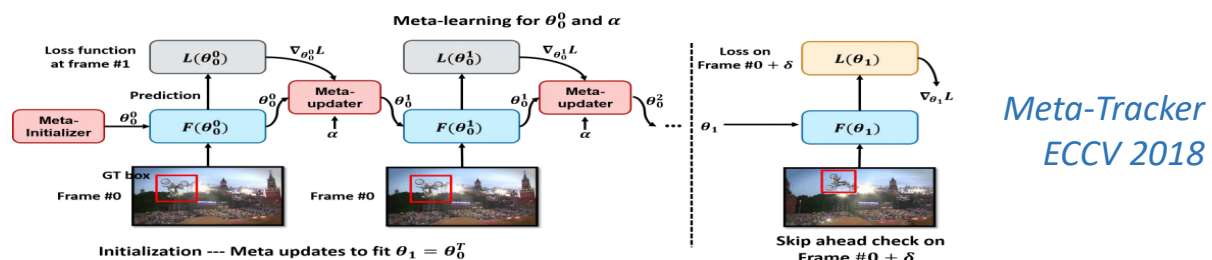 Meta-learning for θ₀⁰ and α
Loss function
at frame #1
L(θ₀⁰)
∇θ₀⁰L
L(θ₀¹)
∇θ₀¹L
Loss on
Frame #0 + δ
L(θ₁)
∇θ₁L
Prediction
Meta-
Initializer
θ₀⁰
F(θ₀⁰)
θ₀⁰
Meta-
updater
α
θ₀¹
F(θ₀¹)
θ₀¹
Meta-
updater
α
θ₀²
...
θ₁
F(θ₁)
Meta-Tracker
ECCV 2018
GT box
Frame #0
Frame #0
Initialization --- Meta updates to fit θ₁ = θ₀ᵀ
Skip ahead check on
Frame #0 + δ